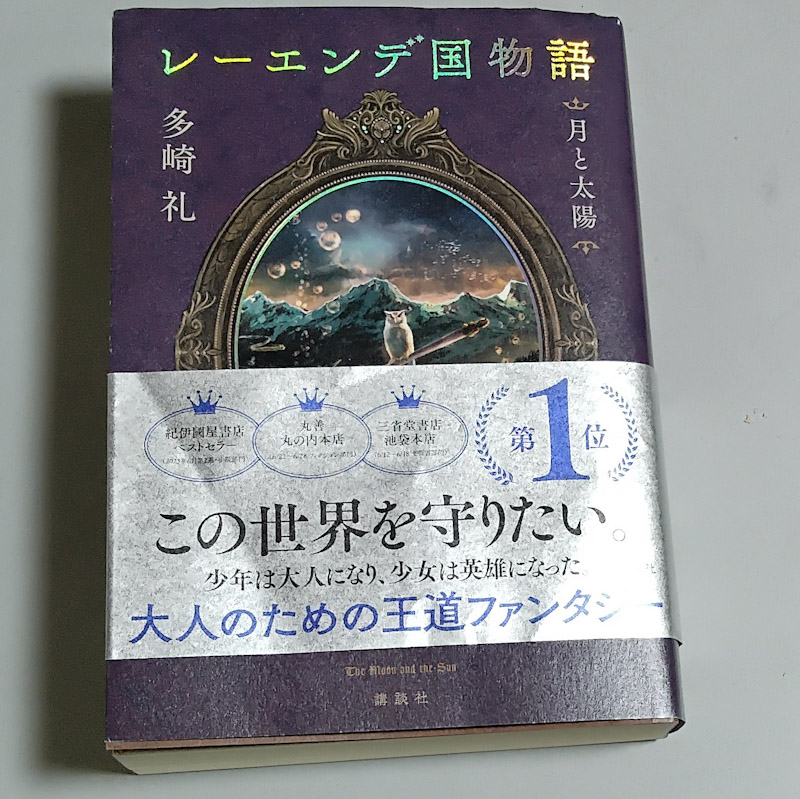 レーエンデ国物語
月と太陽
多崎 礼
紀伊國屋書店
ベストセラー
丸善
丸の内本店
三省堂書店
池袋本店
第1位
この世界を守りたい。
少年は大人になり、少女は英雄になった
大人のための王道ファンタジー
The Moon and the Sun
講談社